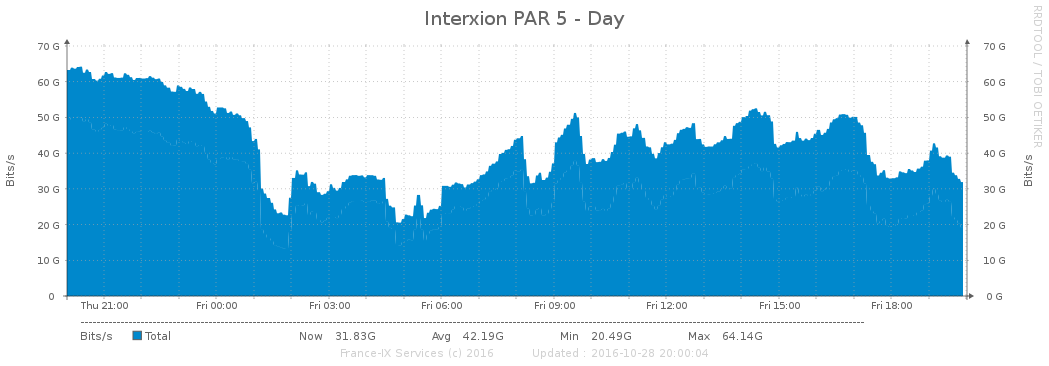 Interxion PAR 5 - Day
RRDTOOL / TOBI OETIKER
Bits/s
70 G 70 G
60 G 60 G
50 G 50 G
40 G 40 G
30 G 30 G
20 G 20 G
10 G 10 G
0 0 G
Bits/s
Thu 21:00 Fri 00:00 Fri 03:00 Fri 06:00 Fri 09:00 Fri 12:00 Fri 15:00 Fri 18:00
Bits/s Total Now 31.83G Avg 42.19G Min 20.49G Max 64.14G
France-IX Services (c) 2016 Updated : 2016-10-28 20:00:04